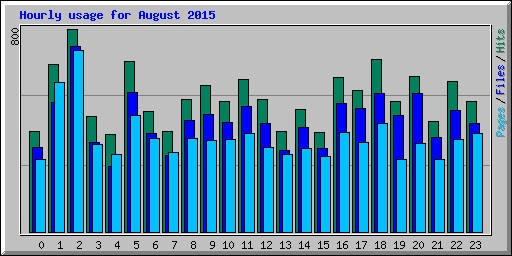 Hourly usage for August 2015
800
Pages/Files/Hits
0 1 2 3 4 5 6 7 8 9 10 11 12 13 14 15 16 17 18 19 20 21 22 23